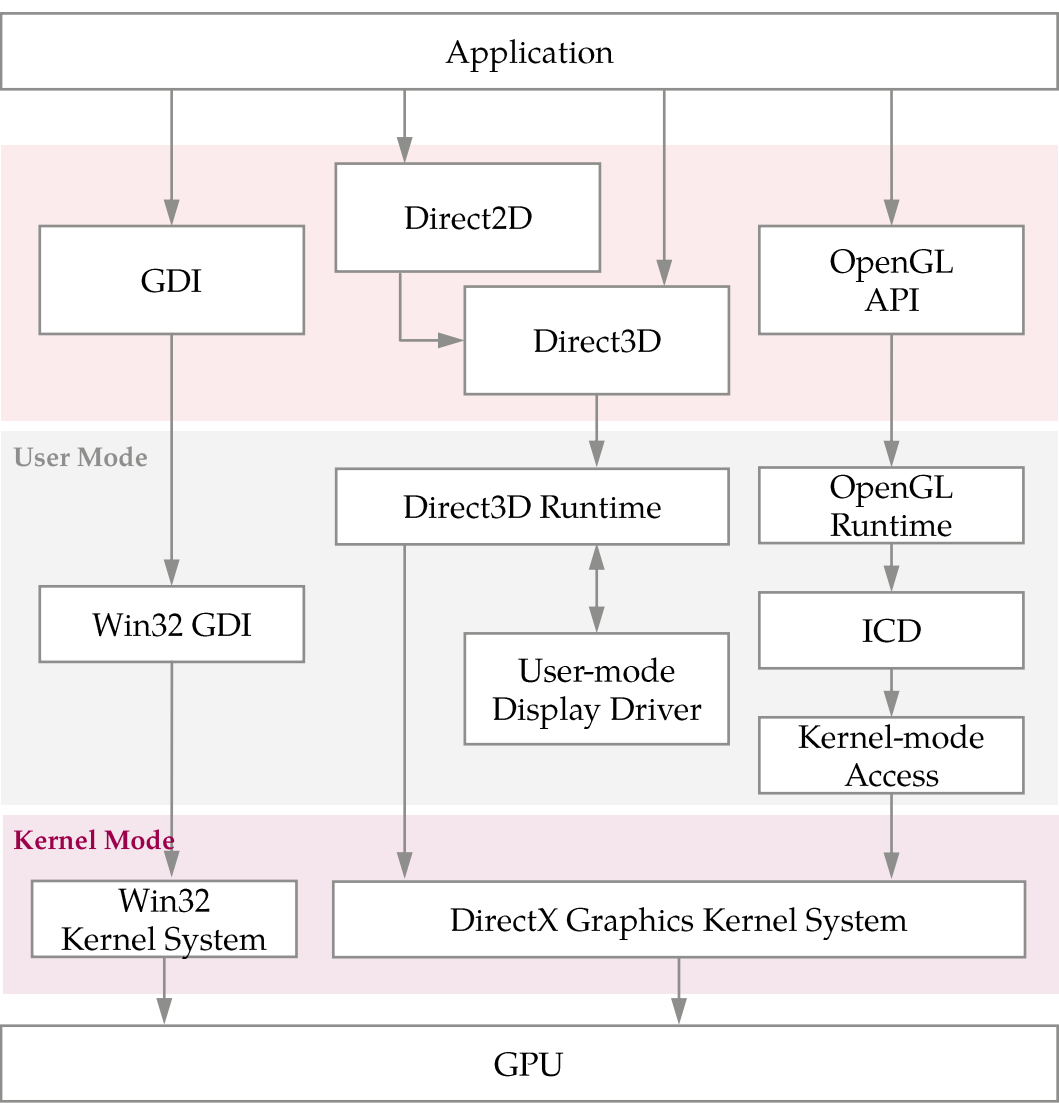 Application
Direct2D
GDI
OpenGL
API
Direct3D
User Mode
Direct3D Runtime
OpenGL
Runtime
Win32 GDI
ICD
User-mode
Display Driver
Kernel-mode
Access
Kernel Mode
Win32
Kernel System
DirectX Graphics Kernel System
GPU